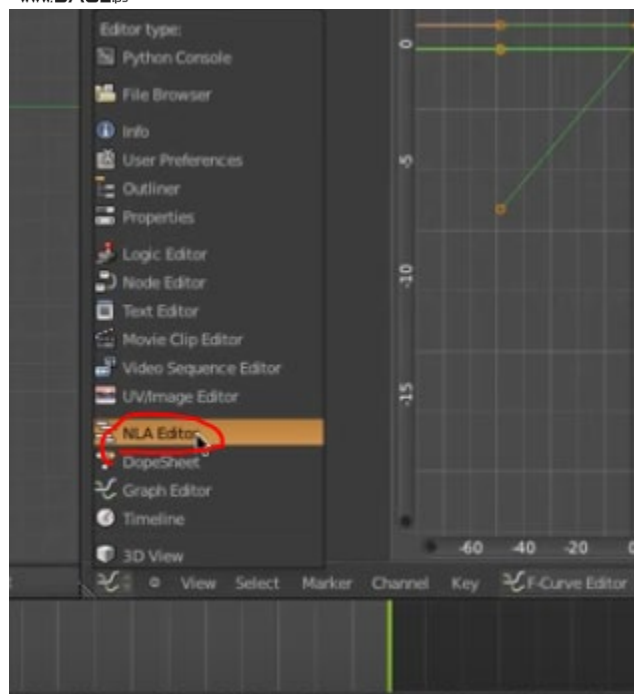 Editor type:
Python Console
File Browser
Info
User Preferences
Outliner
Properties
Logic Editor
Node Editor
Text Editor
Movie Clip Editor
Video Sequence Editor
UV/Image Editor
NLA Editor
DopeSheet
Graph Editor
Timeline
3D View
0
-5
-10
-15
-60 -40 -20 0
View Select Marker Channel Key F-Curve Editor